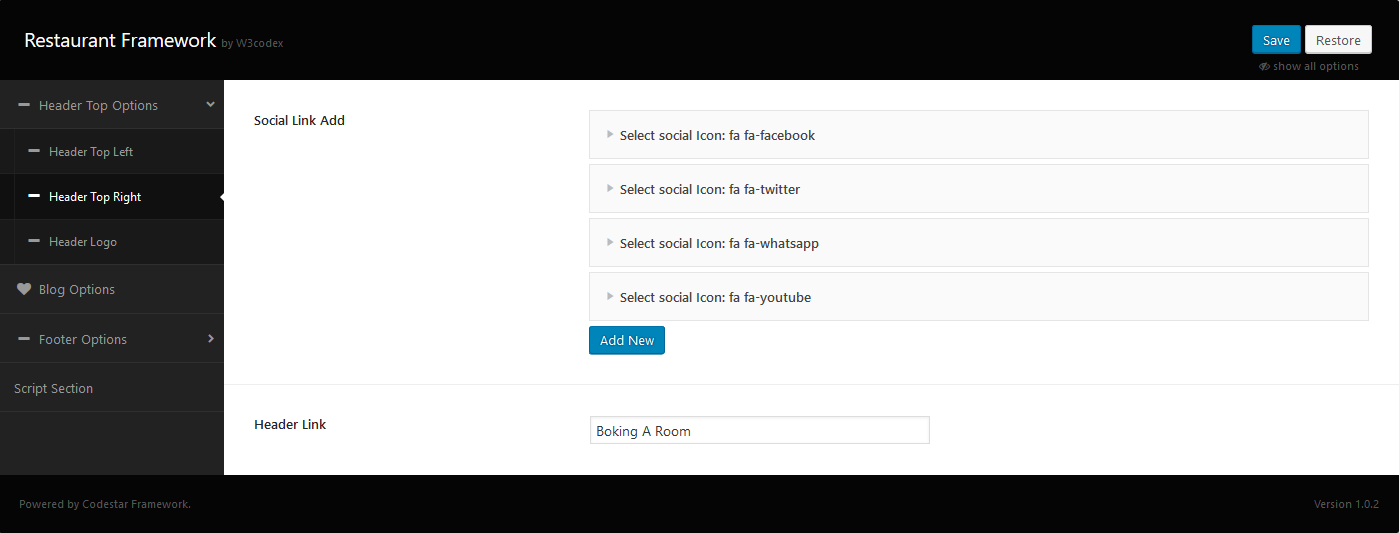 Restaurant Framework by W3codex
Save Restore
show all options
Header Top Options
Header Top Left
Header Top Right
Header Logo
Blog Options
Footer Options
Script Section
Social Link Add
Select social Icon: fa fa-facebook
Select social Icon: fa fa-twitter
Select social Icon: fa fa-whatsapp
Select social Icon: fa fa-youtube
Add New
Header Link
Boking A Room
Powered by Codestar Framework.
Version 1.0.2